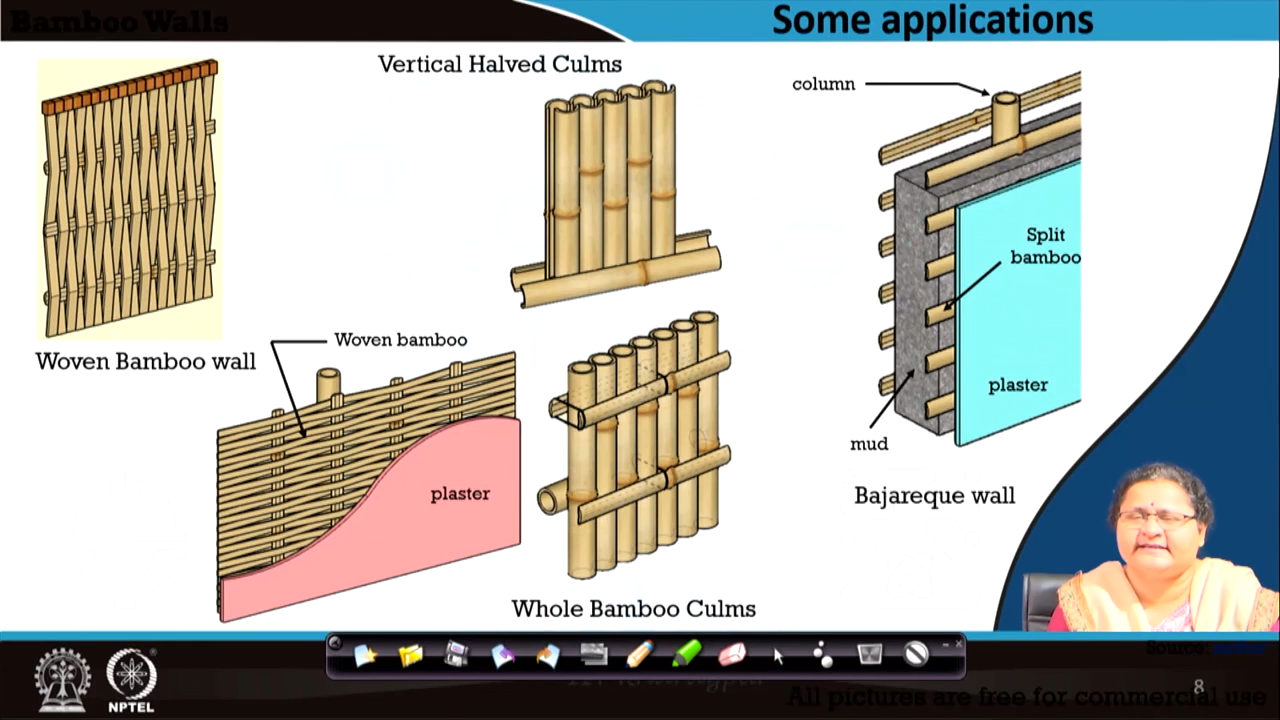 Bamboo Walls
Some applications
Vertical Halved Culms
column
Split
bamboo
Woven bamboo
Woven Bamboo wall
plaster
plaster
mud
Bajareque wall
Whole Bamboo Culms
Source:
NPTEL
8
All pictures are free for commercial use